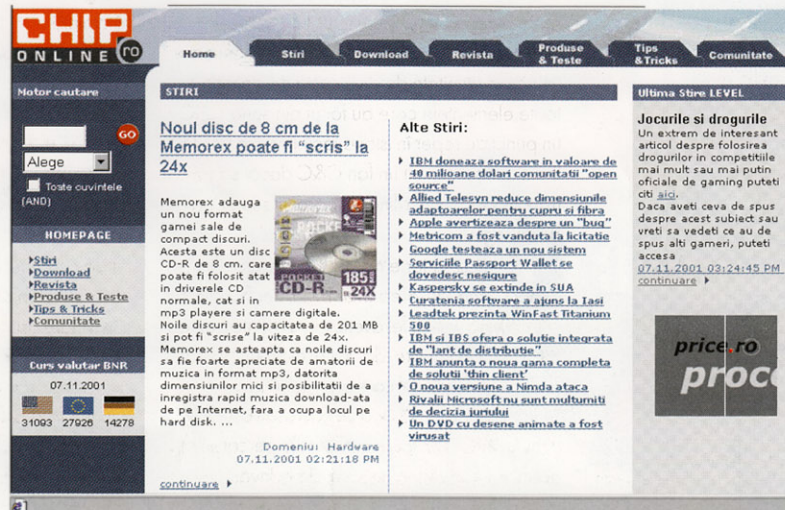 CHIP
ONLINE ro
Home
Stiri
Download
Revista
Produse
& Teste
Tips
& Tricks
Comunitate
Motor cautare
GO
Alege
Toate cuvintele
(AND)
HOMEPAGE
Stiri
Download
Revista
Produse & Teste
Tips & Tricks
Comunitate
Curs valutar BNR
07.11.2001
31093 27926 14278
STIRI
Noul disc de 8 cm de la
Memorex poate fi "scris" la
24x
Memorex adauga
un nou format
gamei sale de
compact discuri.
Acesta este un disc
CD-R de 8 cm. care
poate fi folosit atat
in driverele CD
normale, cat si in
mp3 playere si camere digitale.
Noile discuri au capacitatea de 201 MB
si pot fi "scrise" la viteza de 24x.
Memorex se asteapta ca noile discuri
sa fie foarte apreciate de amatorii de
muzica in format mp3, datorita
dimensiunilor mici si posibilitatii de a
inregistra rapid muzica download-ata
de pe Internet, fara a ocupa locul pe
hard disk. ...
POCKET
CD-R
185
24X
Domeniu: Hardware
07.11.2001 02:21:18 PM
continuare
Alte Stiri:
IBM doneaza software in valoare de
40 milioane dolari comunitatii "open
source"
Allied Telesyn reduce dimensiunile
adaptoarelor pentru cupru si fibra
Apple avertizeaza despre un "bug"
Metricom a fost vanduta la licitatie
Google testeaza un nou sistem
Serviciile Passport Wallet se
dovedesc nesigure
Kaspersky se extinde in SUA
Curatenia software a ajuns la Iasi
Leadtek prezinta WinFast Titanium
500
IBM si IBS ofera o solutie integrata
de "lant de distributie"
IBM anunta o noua gama completa
de solutii 'thin client'
O noua versiune a Nimda ataca
Rivalii Microsoft nu sunt multumiti
de decizia juriului
Un DVD cu desene animate a fost
virusat
Ultima Stire LEVEL
Jocurile si drogurile
Un extrem de interesant
articol despre folosirea
drogurilor in competitiile
mai mult sau mai putin
oficiale de gaming puteti
citi aici.
Daca aveti ceva de spus
despre acest subiect sau
vreti sa vedeti ce au de
spus alti gameri, puteti
accesa
07.11.2001 03:24:45 PM
continuare
price.ro
proce